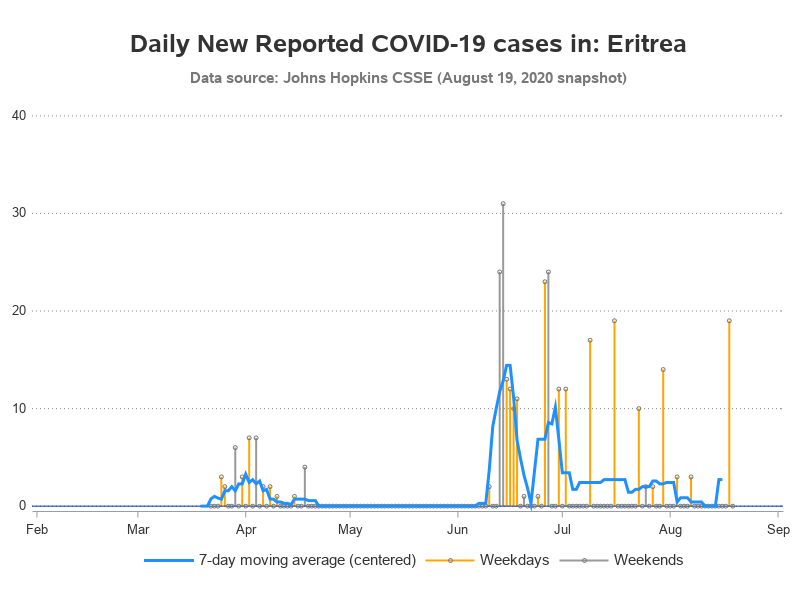 Daily New Reported COVID-19 cases in: Eritrea
Data source: Johns Hopkins CSSE (August 19, 2020 snapshot)
40
30
20
10
0
Feb Mar Apr May Jun Jul Aug Sep
7-day moving average (centered) Weekdays Weekends